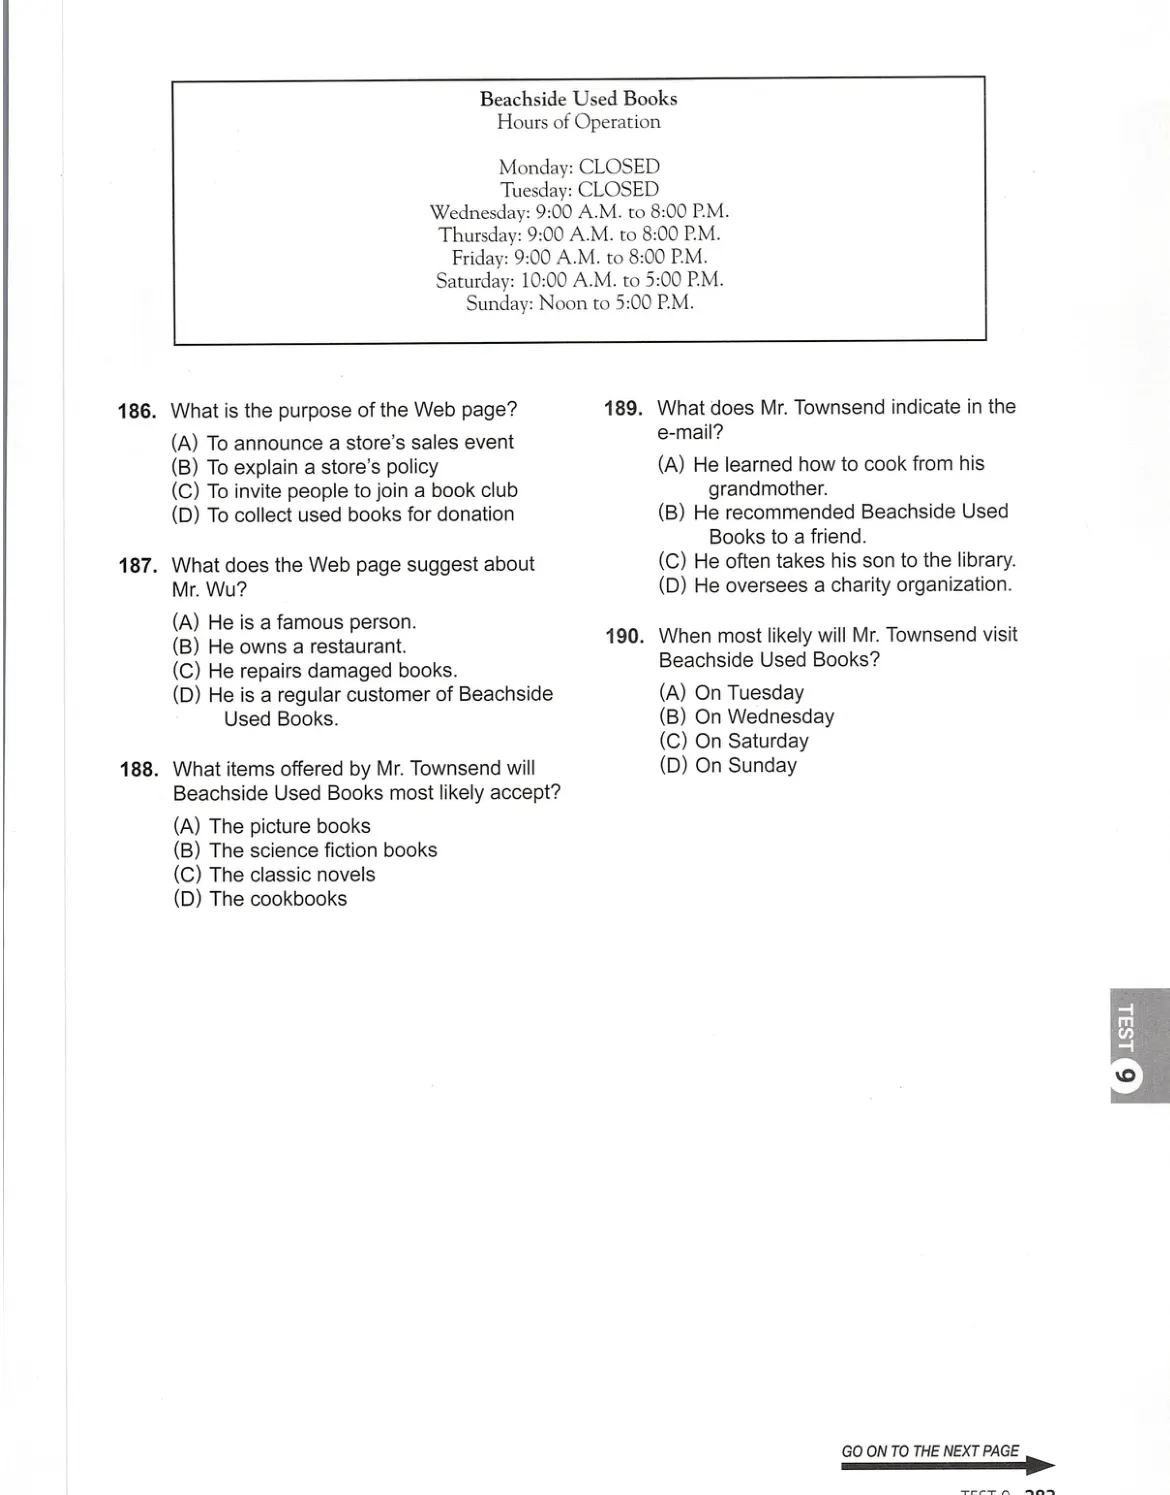 Beachside Used Books
Hours of Operation
Monday: CLOSED
Tuesday: CLOSED
Wednesday: 9:00 A.M. to 8:00 P.M.
Thursday: 9:00 A.M. to 8:00 P.M.
Friday: 9:00 A.M. to 8:00 P.M.
Saturday: 10:00 A.M. to 5:00 P.M.
Sunday: Noon to 5:00 P.M.
186. What is the purpose of the Web page?
(A) To announce a store's sales event
(B) To explain a store's policy
(C) To invite people to join a book club
(D) To collect used books for donation
187. What does the Web page suggest about
Mr. Wu?
(A) He is a famous person.
(B) He owns a restaurant.
(C) He repairs damaged books.
(D) He is a regular customer of Beachside
Used Books.
188. What items offered by Mr. Townsend will
Beachside Used Books most likely accept?
(A) The picture books
(B) The science fiction books
(C) The classic novels
(D) The cookbooks
189. What does Mr. Townsend indicate in the
e-mail?
(A) He learned how to cook from his
grandmother.
(B) He recommended Beachside Used
Books to a friend.
(C) He often takes his son to the library.
(D) He oversees a charity organization.
190. When most likely will Mr. Townsend visit
Beachside Used Books?
(A) On Tuesday
(B) On Wednesday
(C) On Saturday
(D) On Sunday
TEST 9
GO ON TO THE NEXT PAGE